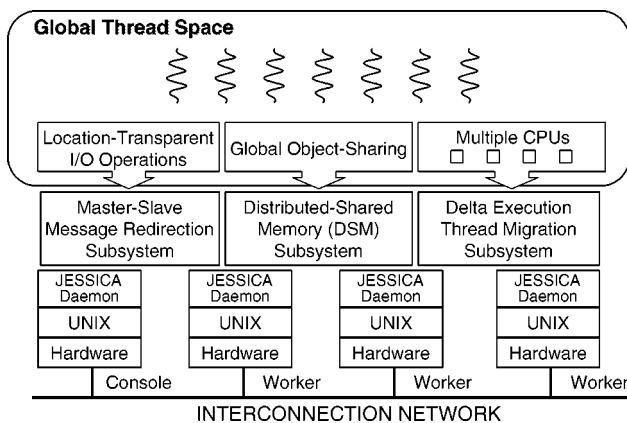 Global Thread Space
Location-Transparent
I/O Operations
Global Object-Sharing
Multiple CPUs
Master-Slave
Message Redirection
Subsystem
Distributed-Shared
Memory (DSM)
Subsystem
Delta Execution
Thread Migration
Subsystem
JESSICA
Daemon
UNIX
Hardware
Console
JESSICA
Daemon
UNIX
Hardware
Worker
JESSICA
Daemon
UNIX
Hardware
Worker
JESSICA
Daemon
UNIX
Hardware
Worker
INTERCONNECTION NETWORK